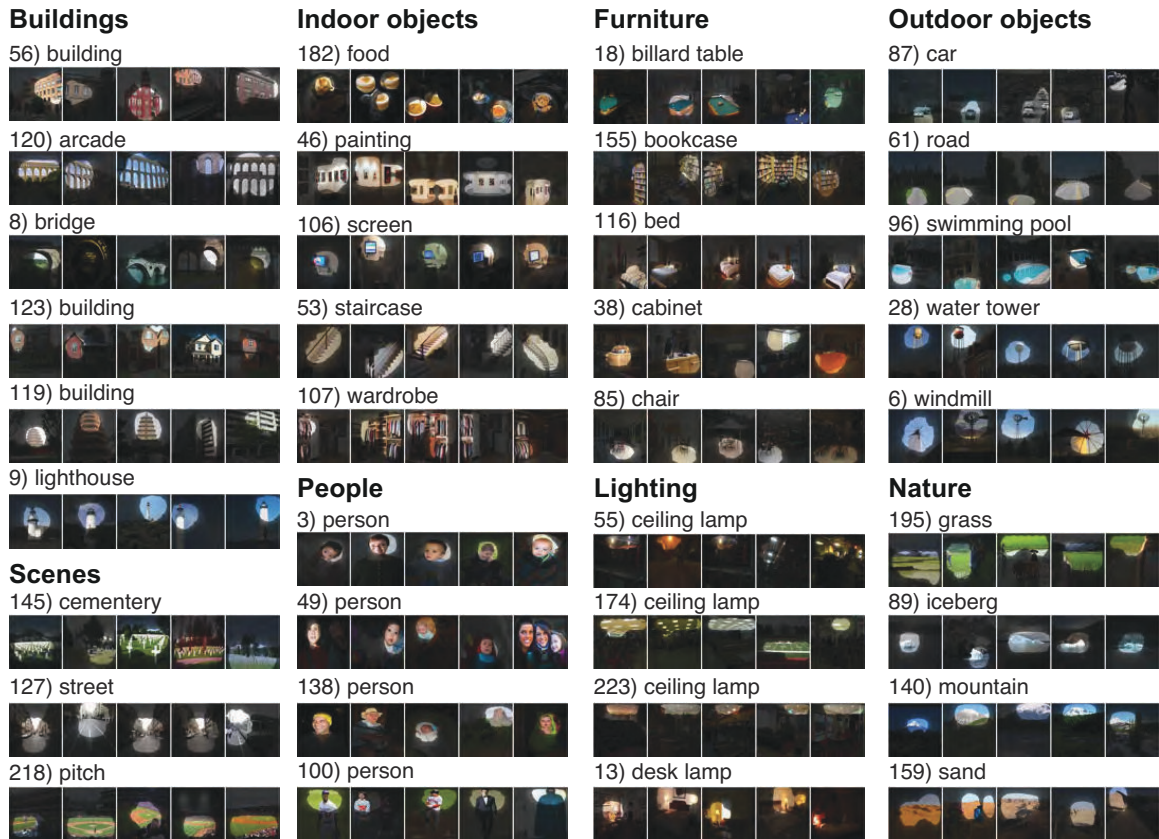 Buildings
56) building
120) arcade
8) bridge
123) building
119) building
9) lighthouse
Scenes
145) cementery
127) street
218) pitch
Indoor objects
182) food
46) painting
106) screen
53) staircase
107) wardrobe
People
3) person
49) person
138) person
100) person
Furniture
18) billard table
155) bookcase
116) bed
38) cabinet
85) chair
Lighting
55) ceiling lamp
174) ceiling lamp
223) ceiling lamp
13) desk lamp
Outdoor objects
87) car
61) road
96) swimming pool
28) water tower
6) windmill
Nature
195) grass
89) iceberg
140) mountain
159) sand